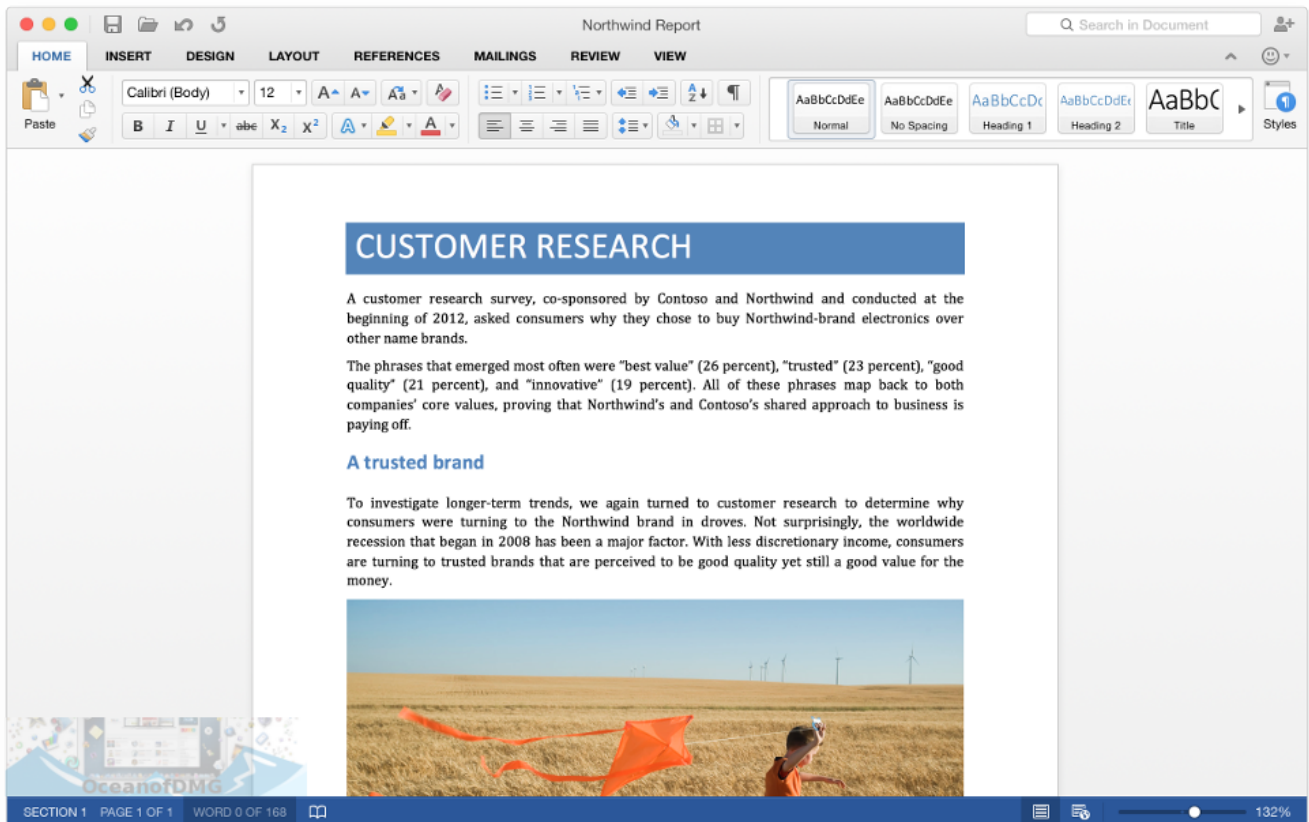 Northwind Report
Search in Document
HOME INSERT DESIGN LAYOUT REFERENCES MAILINGS REVIEW VIEW
Paste
Calibri (Body) 12 A A Aa A
B I U abc X₂ X² A A
A Z
¶
AaBbCcDdEe AaBbCcDdEe AaBbCcDc AaBbCcDdEe AaBbC
Normal No Spacing Heading 1 Heading 2 Title
Styles
CUSTOMER RESEARCH
A customer research survey, co-sponsored by Contoso and Northwind and conducted at the
beginning of 2012, asked consumers why they chose to buy Northwind-brand electronics over
other name brands.
The phrases that emerged most often were “best value” (26 percent), “trusted” (23 percent), “good
quality” (21 percent), and “innovative” (19 percent). All of these phrases map back to both
companies’ core values, proving that Northwind’s and Contoso’s shared approach to business is
paying off.
A trusted brand
To investigate longer-term trends, we again turned to customer research to determine why
consumers were turning to the Northwind brand in droves. Not surprisingly, the worldwide
recession that began in 2008 has been a major factor. With less discretionary income, consumers
are turning to trusted brands that are perceived to be good quality yet still a good value for the
money.
OceanofDMG
SECTION 1 PAGE 1 OF 1 WORD 0 OF 168 132%